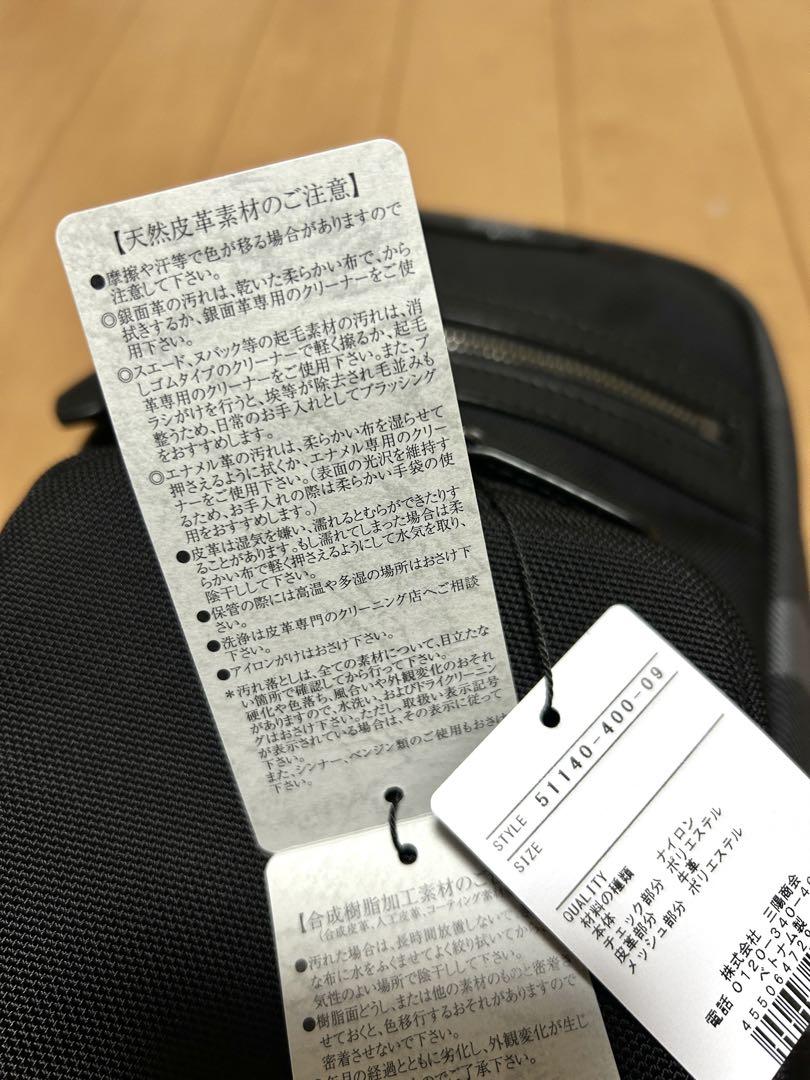 【天然皮革素材のご注意】
●摩擦や汗等で色が移る場合がありますので
注意して下さい。
◎銀面革の汚れは、乾いた柔らかい布で、から
拭きするか、銀面革専用のクリーナーをご使
用下さい。
◎スエード、ヌバック等の起毛素材の汚れは、消
しゴムタイプのクリーナーで軽く擦るか、起毛
革専用のクリーナーをご使用下さい。また、ブ
ラシがけを行うと、埃等が除去され毛並みも
整うため、日常のお手入れとしてブラッシング
をおすすめします。
◎エナメル革の汚れは、柔らかい布を湿らせて
押さえるように拭くか、エナメル専用のクリー
ナーをご使用下さい。(表面の光沢を維持す
るため、お手入れの際は柔らかい手袋の使
用をおすすめします。)
●皮革は湿気を嫌い、濡れるとむらができたりす
ることがあります。もし濡れてしまった場合は柔
らかい布で軽く押さえるようにして水気を取り、
陰干しして下さい。
●保管の際には高温や多湿の場所はおさけ下
さい。
●洗浄は皮革専門のクリーニング店へご相談
下さい。
●アイロンがけはおさけ下さい。
＊汚れ落としは、全ての素材について、目立たな
い箇所で確認してから行って下さい。
硬化や色落ち、風合いや外観変化のおそれ
がありますので、水洗い、およびドライクリーニン
グはおさけ下さい。ただし、取扱い表示記号
が表示されている場合は、その表示に従って
下さい。
また、シンナー、ベンジン類のご使用もおさけ
下さい。
【合成樹脂加工素材のご
(合成皮革、人工皮革、コーティング素材
●汚れた場合は、長時間放置しないで
な布に水をふくませてよく絞り拭いてから
気性のよい場所で陰干しして下さい。
●樹脂面どうし、または他の素材のものと密着さ
せておくと、色移行するおそれがありますので
密着させないで下さい。
年月の経過とともに劣化し、外観変化が生じ
ので、ご了承下さい。
STYLE 51140-400-09
SIZE
QUALITY
材料の種類
本体 ナイロン
チェック部分 ポリエステル
皮革部分 牛革
メッシュ部分 ポリエステル
株式会社 三陽商会
電話 0120-340-4
ベトナム製